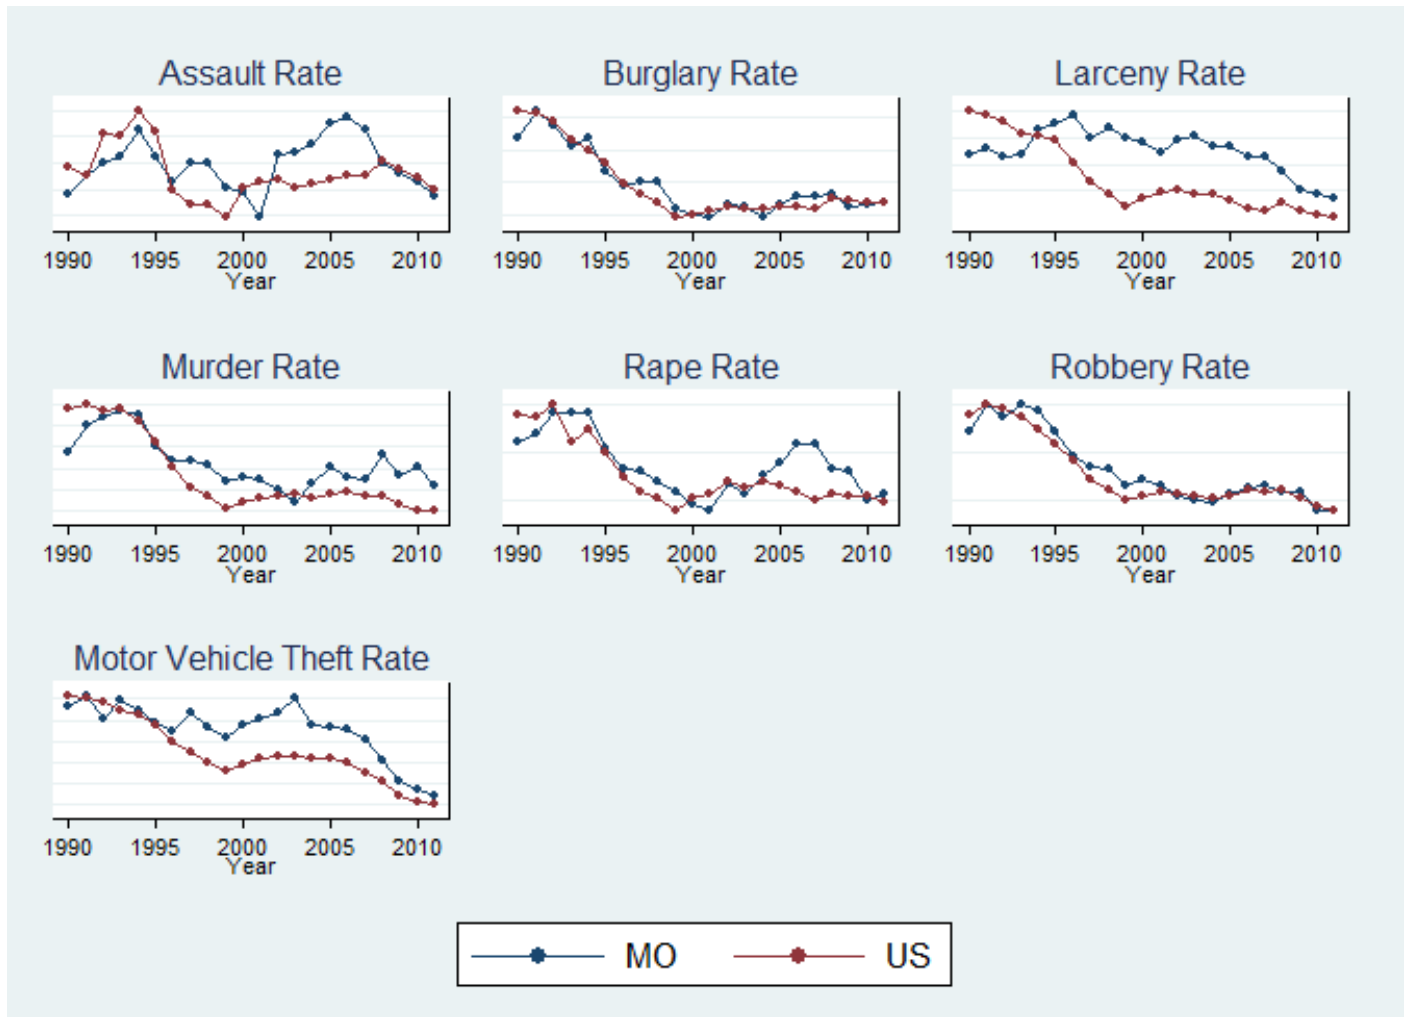 Assault Rate
Burglary Rate
Larceny Rate
1990 1995 2000 2005 2010
Year
1990 1995 2000 2005 2010
Year
1990 1995 2000 2005 2010
Year
Murder Rate
Rape Rate
Robbery Rate
1990 1995 2000 2005 2010
Year
1990 1995 2000 2005 2010
Year
1990 1995 2000 2005 2010
Year
Motor Vehicle Theft Rate
1990 1995 2000 2005 2010
Year
MO US